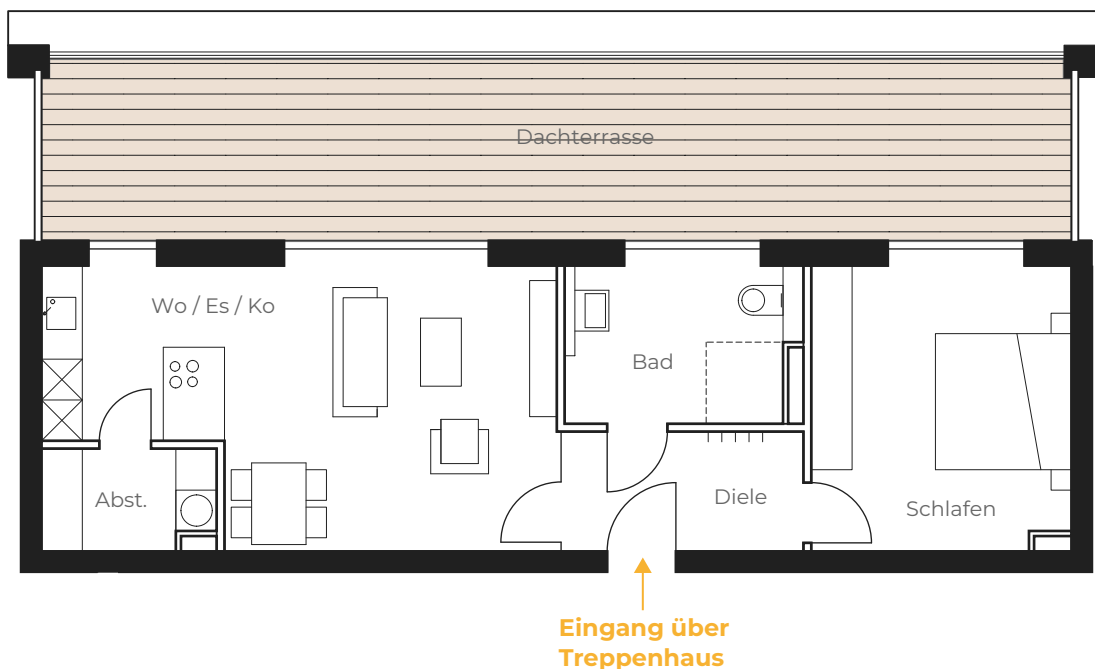 Dachterrasse
Wo / Es / Ko
Bad
Abst.
Diele
Schlafen
Eingang über
Treppenhaus